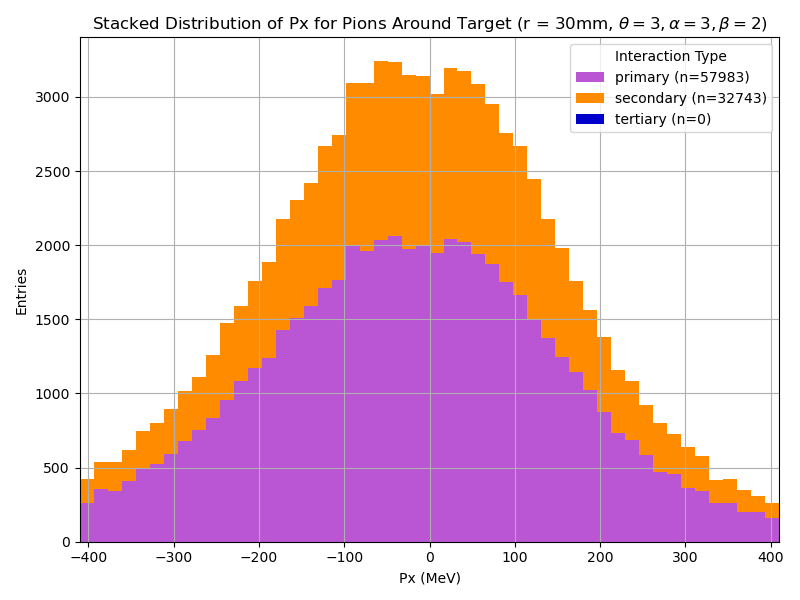 Stacked Distribution of Px for Pions Around Target (r = 30mm, θ = 3, α = 3, β = 2)
Interaction Type
primary (n=57983)
secondary (n=32743)
tertiary (n=0)
3000
2500
2000
1500
1000
500
0
Entries
−400 −300 −200 −100 0 100 200 300 400
Px (MeV)